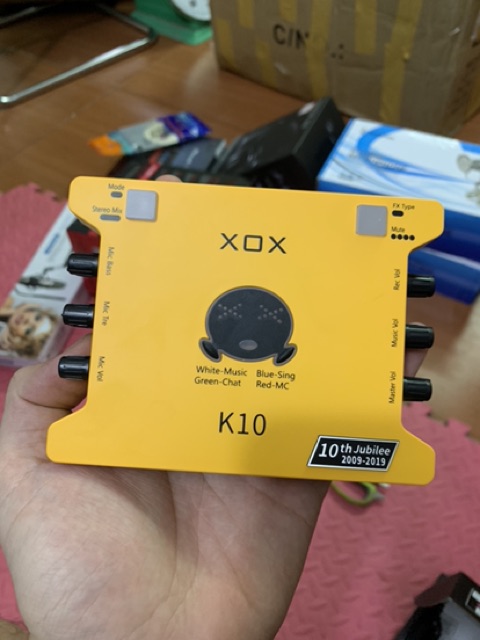 Mode
Stereo Mix
FX Type
Mute
XOX
Mic Bass
Mic Tre
Mic Vol
Rec Vol
Music Vol
Master Vol
White-Music Blue-Sing
Green-Chat Red-MC
K10
10th Jubilee
2009-2019